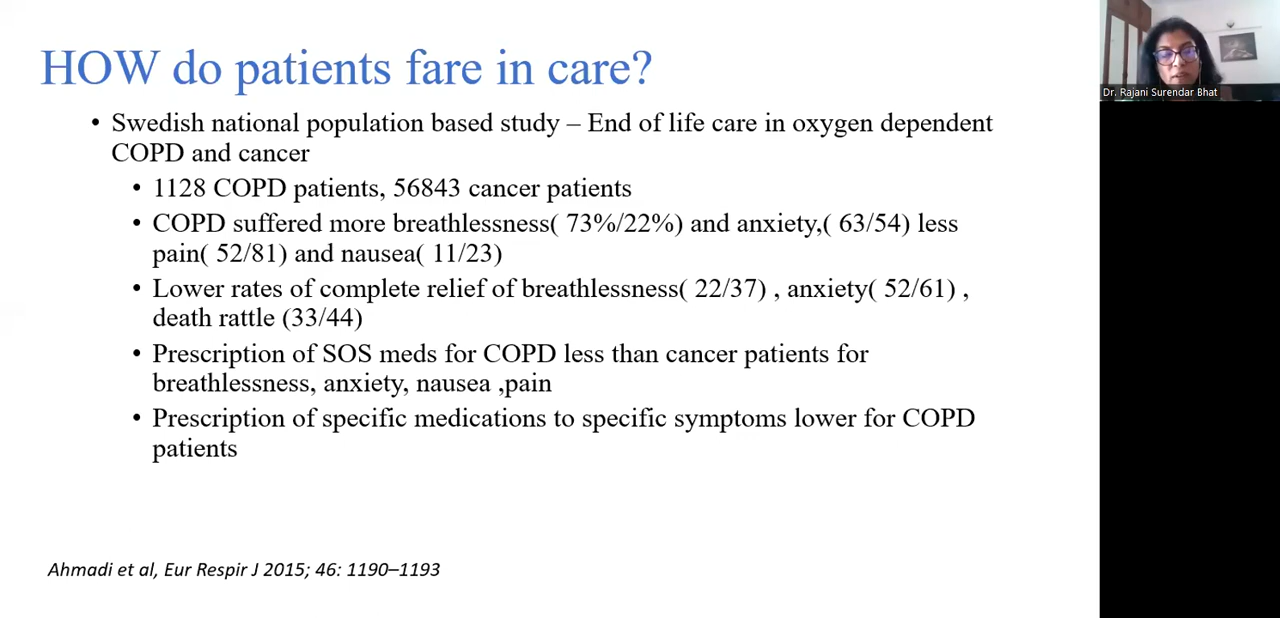 HOW do patients fare in care?
• Swedish national population based study – End of life care in oxygen dependent
COPD and cancer
• 1128 COPD patients, 56843 cancer patients
• COPD suffered more breathlessness( 73%/22%) and anxiety,( 63/54) less
pain( 52/81) and nausea( 11/23)
• Lower rates of complete relief of breathlessness( 22/37) , anxiety( 52/61) ,
death rattle (33/44)
• Prescription of SOS meds for COPD less than cancer patients for
breathlessness, anxiety, nausea ,pain
• Prescription of specific medications to specific symptoms lower for COPD
patients
Ahmadi et al, Eur Respir J 2015; 46: 1190–1193
Dr. Rajani Surendar Bhat